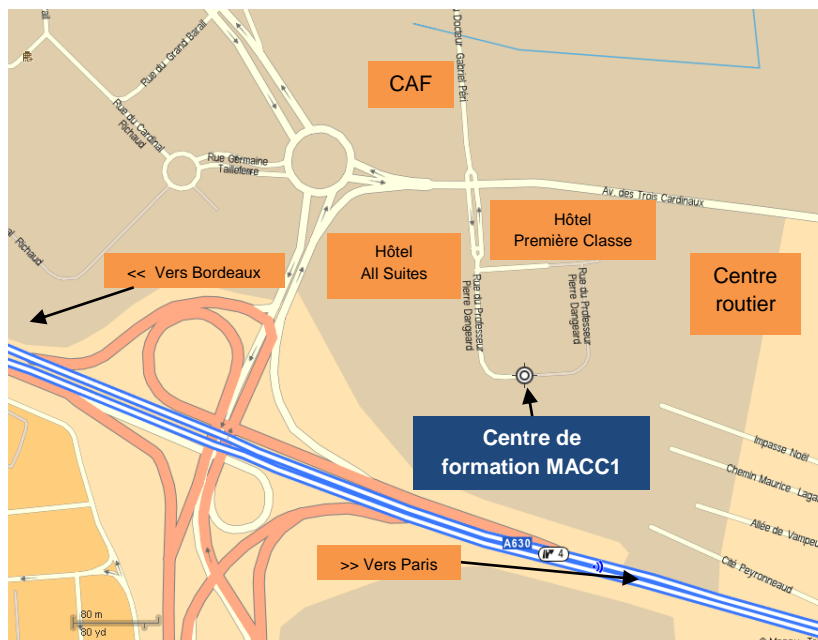 Rue du Grand Barail
CAF
Docteur Gabriel Péri
Rue du Cardinal
Richaud
Rue Germaine
Tailleferre
Av. des Trois Cardinaux
Hôtel
Première Classe
Hôtel
All Suites
Richaud
<< Vers Bordeaux
Centre
routier
Rue du Professeur
Pierre Dangeard
Rue du Professeur
Pierre Dangeard
Centre de
formation MACC1
Impasse Noël
Chemin Maurice
Allée de
Cité Peyronneaud
A630
4
>> Vers Paris
80 m
80 yd